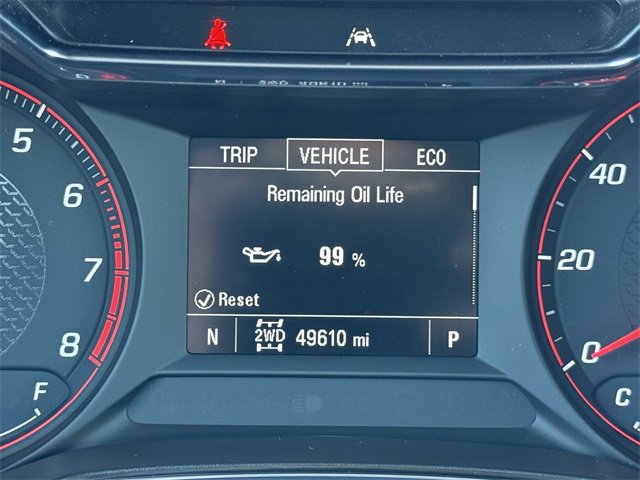 TRIP VEHICLE ECO
Remaining Oil Life
99 %
Reset
N 2WD 49610 mi P
5
6
7
8
F
40
20
0
C